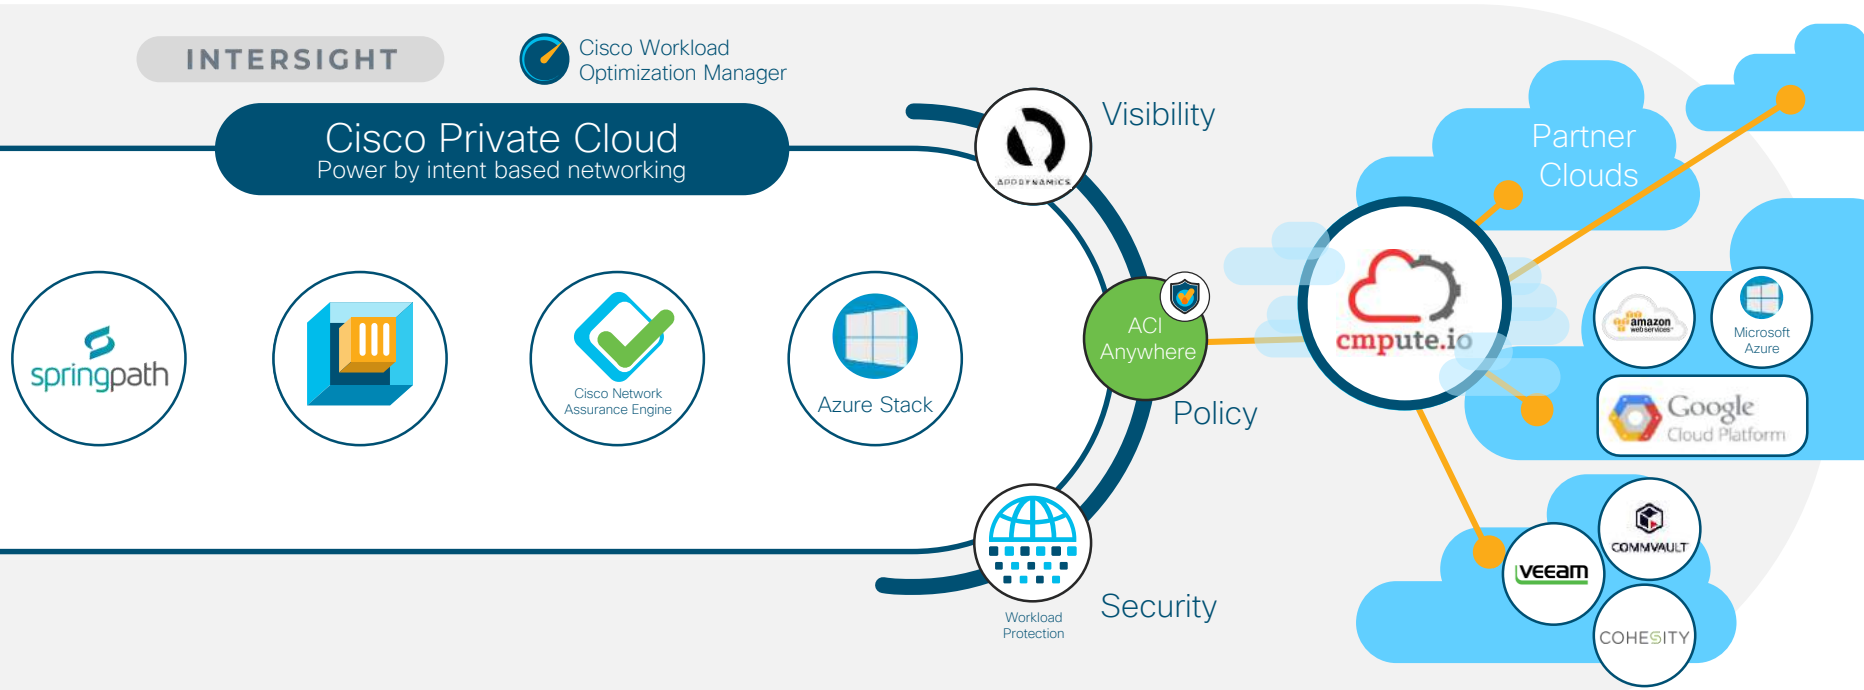 INTERSIGHT
Cisco Workload
Optimization Manager
Cisco Private Cloud
Power by intent based networking
springpath
Cisco Network
Assurance Engine
Azure Stack
APPDYNAMICS
Visibility
ACI
Anywhere
Policy
Workload
Protection
Security
cmpute.io
Partner
Clouds
amazon
web services™
Microsoft
Azure
Google
Cloud Platform
COMMVAULT
veeam
COHESITY